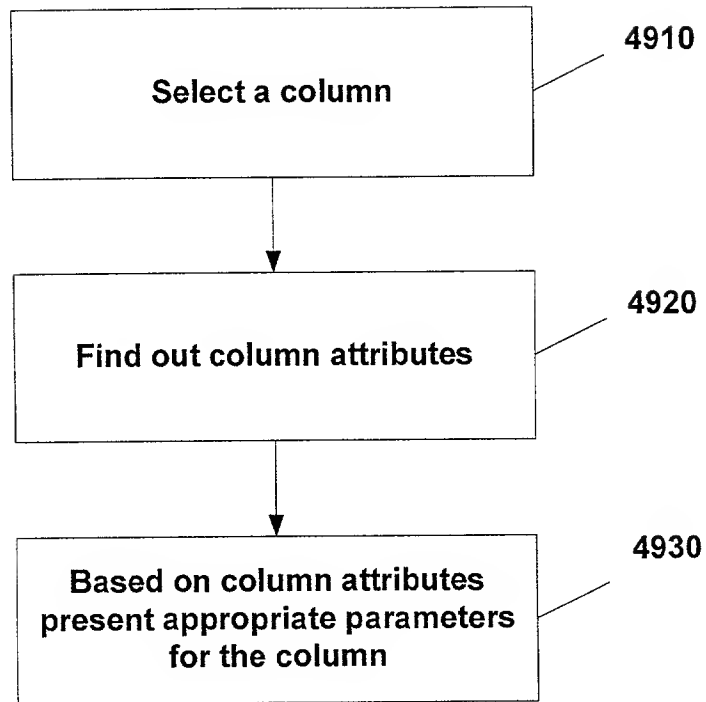 4910
Select a column
4920
Find out column attributes
4930
Based on column attributes
present appropriate parameters
for the column